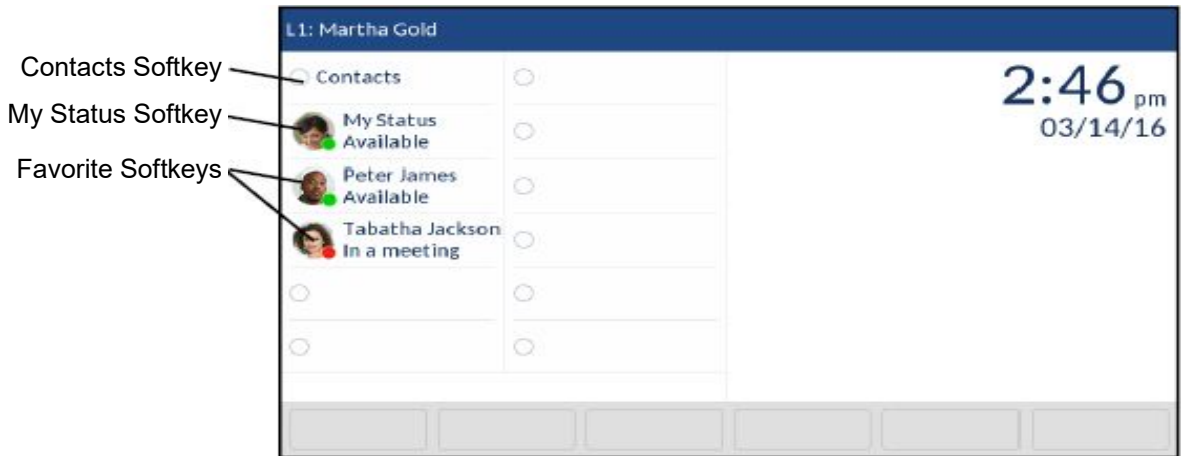 L1: Martha Gold
Contacts Softkey
Contacts
2:46 pm
03/14/16
My Status Softkey
My Status
Available
Favorite Softkeys
Peter James
Available
Tabatha Jackson
In a meeting